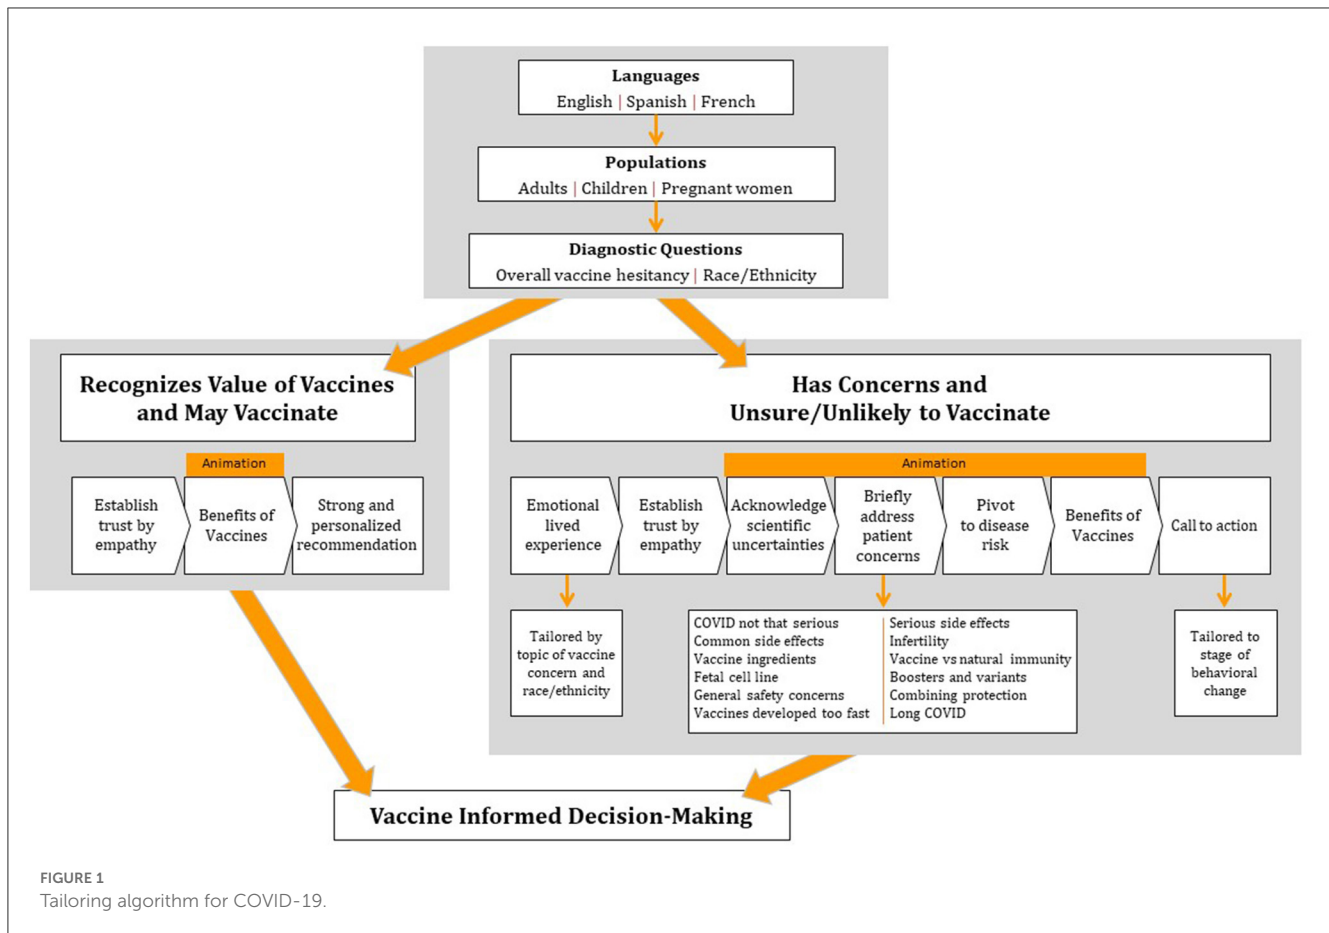 Languages
English | Spanish | French
Populations
Adults | Children | Pregnant women
Diagnostic Questions
Overall vaccine hesitancy | Race/Ethnicity
Recognizes Value of Vaccines
and May Vaccinate
Animation
Establish
trust by
empathy
Benefits of
Vaccines
Strong and
personalized
recommendation
Has Concerns and
Unsure/Unlikely to Vaccinate
Animation
Emotional
lived
experience
Establish
trust by
empathy
Acknowledge
scientific
uncertainties
Briefly
address
patient
concerns
Pivot
to disease
risk
Benefits of
Vaccines
Call to action
Tailored by
topic of vaccine
concern and
race/ethnicity
COVID not that serious
Common side effects
Vaccine ingredients
Fetal cell line
General safety concerns
Vaccines developed too fast
Serious side effects
Infertility
Vaccine vs natural immunity
Boosters and variants
Combining protection
Long COVID
Tailored to
stage of
behavioral
change
Vaccine Informed Decision-Making
FIGURE 1
Tailoring algorithm for COVID-19.